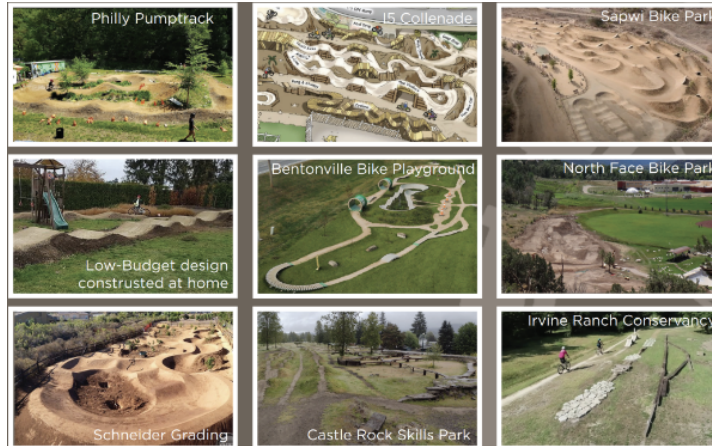 Philly Pumptrack
I5 Collenade
Sapwi Bike Park
Low-Budget design
construsted at home
Bentonville Bike Playground
North Face Bike Park
Schneider Grading
Castle Rock Skills Park
Irvine Ranch Conservancy